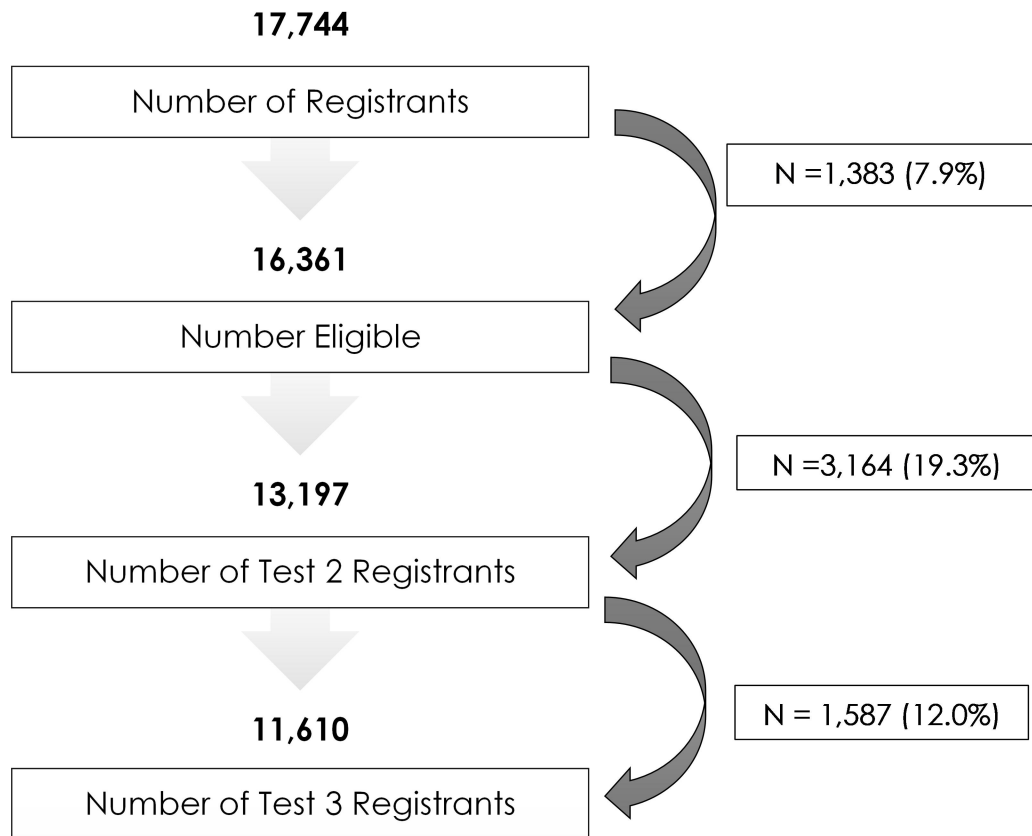 17,744
Number of Registrants
N =1,383 (7.9%)
16,361
Number Eligible
N =3,164 (19.3%)
13,197
Number of Test 2 Registrants
N = 1,587 (12.0%)
11,610
Number of Test 3 Registrants